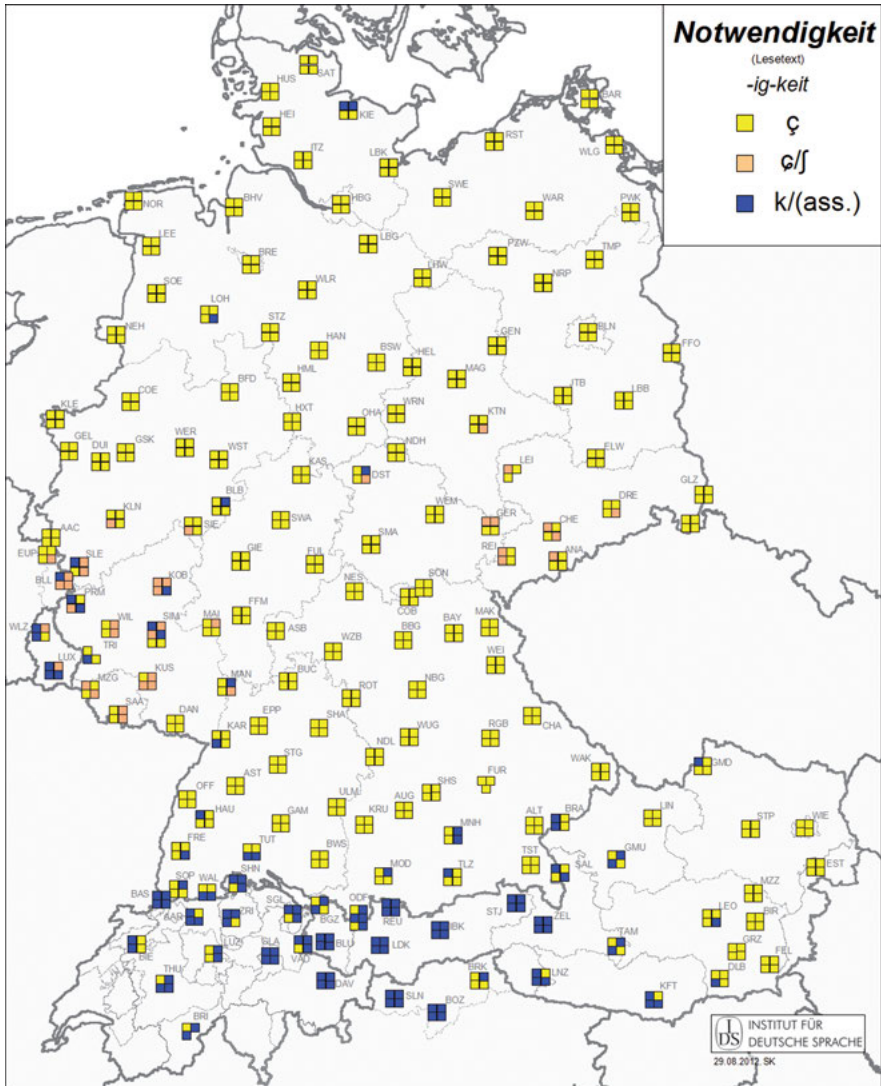 Notwendigkeit
(Lesetext)
-ig-keit
ç
ɕ/ʃ
k/(ass.)
SAT
HUS
BAR
KIE
HEI
RST
WLG
ITZ
LBK
SWE
HBG
NOR
BHV
WAR
PWK
LEE
LBG
PZW
TMP
BRE
LHW
NRP
SOE
WLR
LOH
STZ
NEH
BLN
HAN
GEN
FFO
BSW
HEL
MAG
HML
BFD
ITB
LBB
COE
KLE
WRN
HXT
OHA
KTN
GEL
DUI
GSK
WER
WST
NDH
ELW
KAS
DST
LEI
GLZ
BLB
DRE
KLN
SIE
SWA
WEM
GER
CHE
AAC
SMA
EUP
SLE
GIE
FUL
REI
ANA
BLL
KOB
SON
NES
PRM
COB
FFM
WLZ
WIL
SIM
MAI
ASB
BBG
BAY
MAK
TRI
WZB
WEI
LUX
MZG
KUS
MAN
BUC
NBG
SAA
ROT
DAN
EPP
SHA
CHA
KAR
WUG
RGB
STG
NDL
WAK
GMD
AST
FUR
OFF
SHS
ULM
AUG
HAU
GAM
KRU
ALT
BRA
LIN
STP
WIE
MNH
FRE
TUT
BWS
TST
GMU
EST
MOD
TLZ
SAL
SHN
SOP
WAL
MZZ
BAS
SGL
ODF
STJ
AAR
ZRI
BGZ
REU
IBK
ZEL
LEO
BIR
BIE
LUZ
GLA
VAD
BLU
LDK
TAM
GRZ
FEL
THU
DAV
BRK
LNZ
DLB
SLN
BOZ
KFT
BRI
IDS
INSTITUT FÜR
DEUTSCHE SPRACHE
29.08.2012, SK